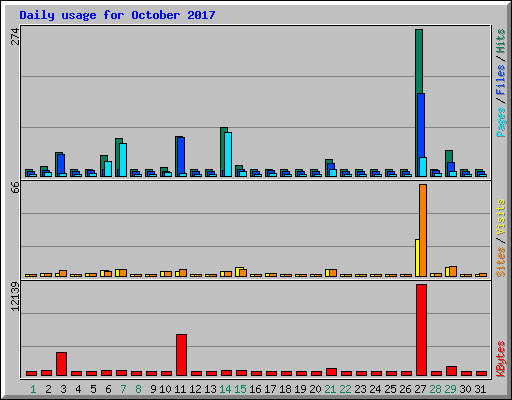 Daily usage for October 2017
274
Pages / Files / Hits
66
Sites / Visits
12139
KBytes
1 2 3 4 5 6 7 8 9 10 11 12 13 14 15 16 17 18 19 20 21 22 23 24 25 26 27 28 29 30 31